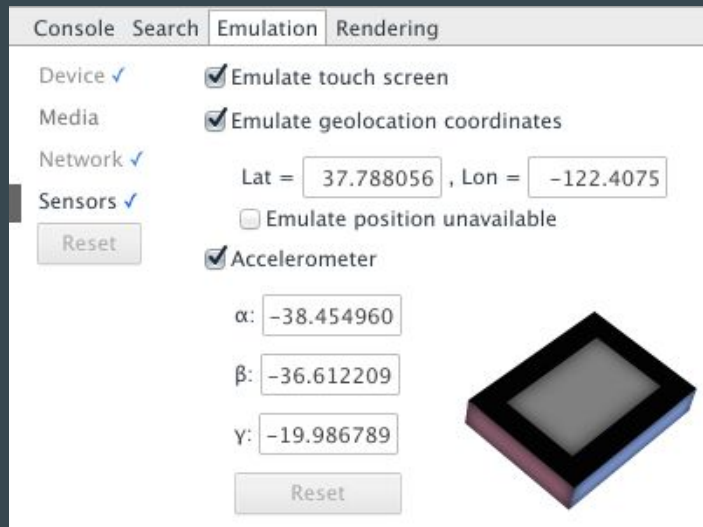 Console Search Emulation Rendering
Device ✓
Media
Network ✓
Sensors ✓
Reset
Emulate touch screen
Emulate geolocation coordinates
Lat = 37.788056 , Lon = -122.4075
Emulate position unavailable
Accelerometer
α: -38.454960
β: -36.612209
γ: -19.986789
Reset